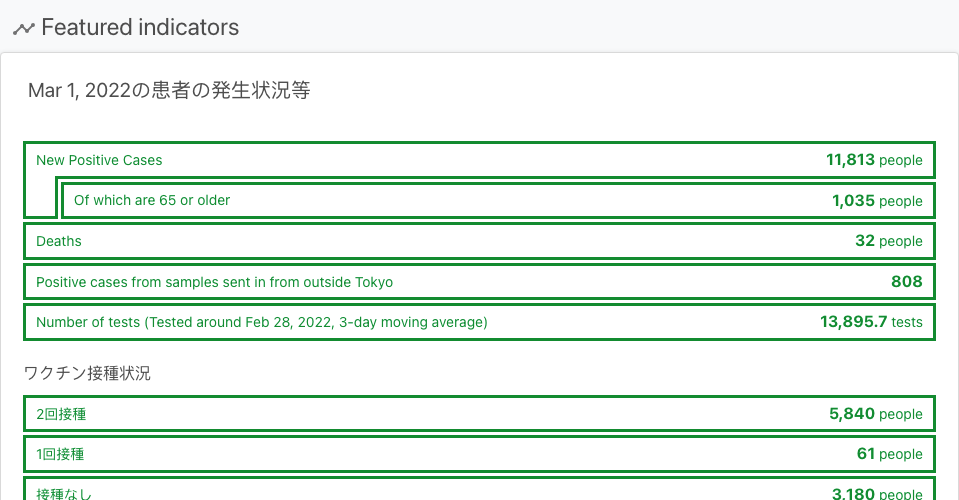 Featured indicators
Mar 1, 2022の患者の発生状況等
New Positive Cases 11,813 people
Of which are 65 or older 1,035 people
Deaths 32 people
Positive cases from samples sent in from outside Tokyo 808
Number of tests (Tested around Feb 28, 2022, 3-day moving average) 13,895.7 tests
ワクチン接種状況
2回接種 5,840 people
1回接種 61 people
接種なし 3,180 people